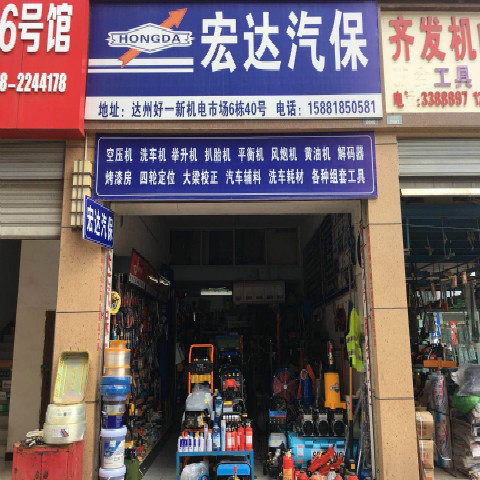 6号馆
8-2244178
HONGDA
宏达汽保
地址：达州好一新机电市场6栋40号 电话：15881850581
齐发机电
工具
电 3388897 1
空压机 洗车机 举升机 扒胎机 平衡机 风炮机 黄油机 解码器
烤漆房 四轮定位 大梁校正 汽车辅料 洗车耗材 各种组套工具
宏达汽保